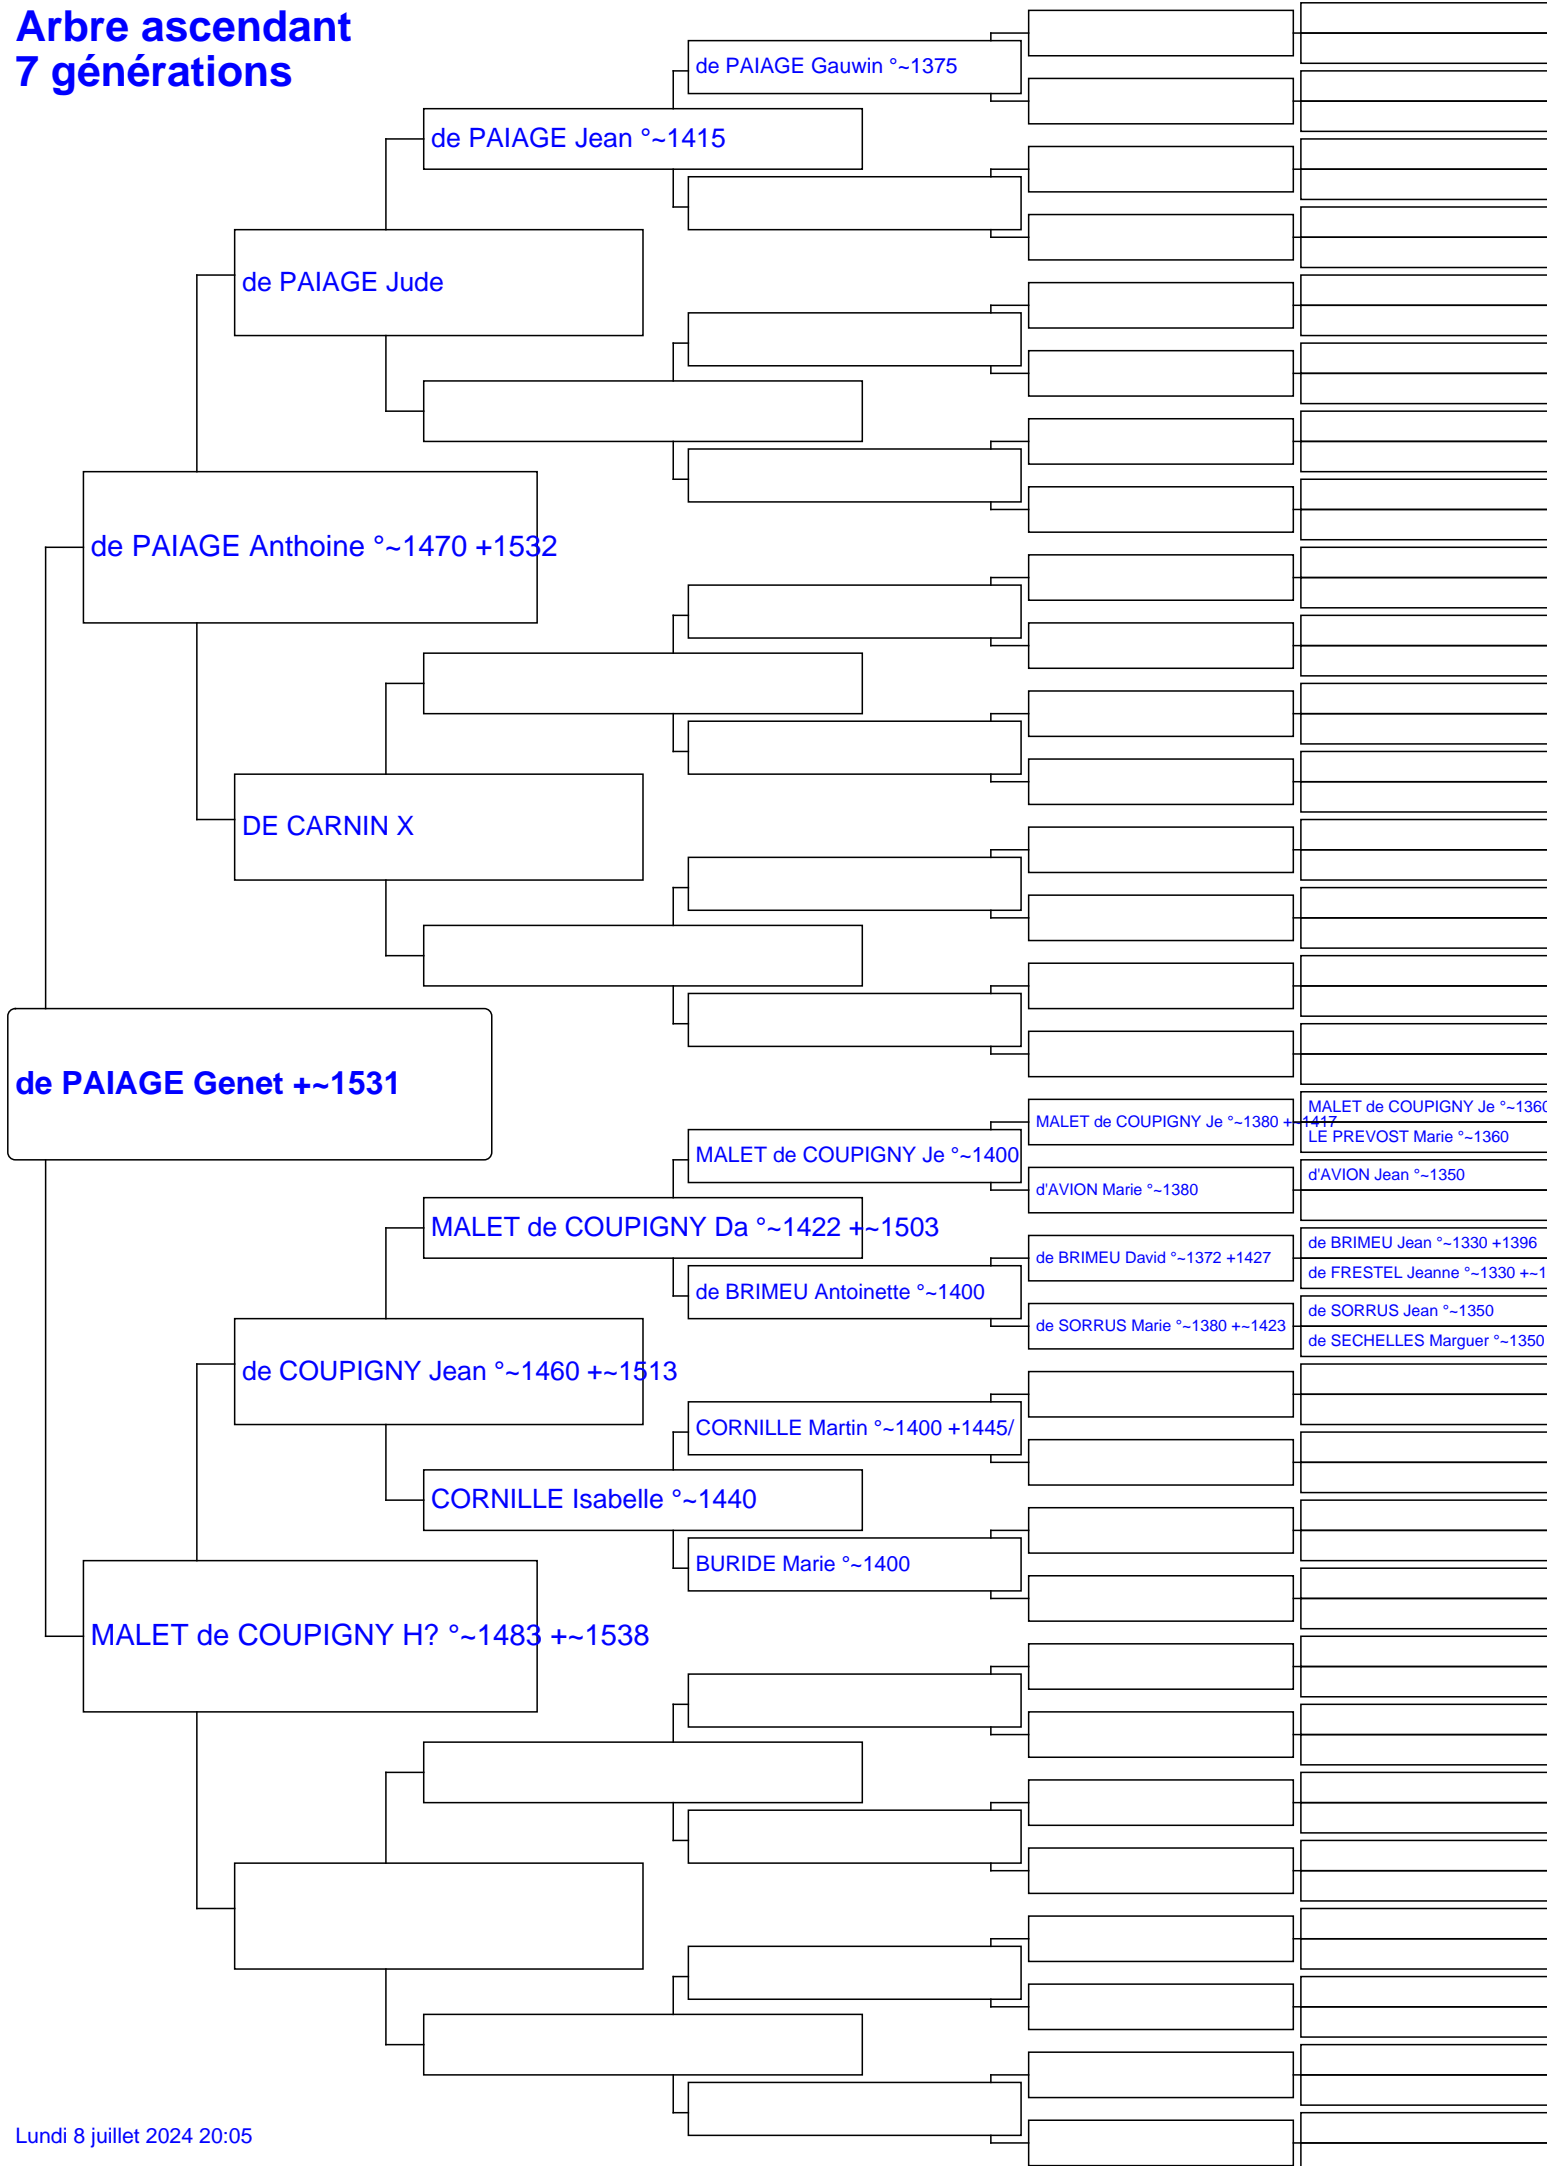 Arbre ascendant
7 générations
de PAIAGE Gauwin °~1375
de PAIAGE Jean °~1415
de PAIAGE Jude
de PAIAGE Anthoine °~1470 +1532
DE CARNIN X
de PAIAGE Genet +~1531
MALET de COUPIGNY Je °~1360
MALET de COUPIGNY Je °~1380 +~1417
LE PREVOST Marie °~1360
MALET de COUPIGNY Je °~1400
d'AVION Jean °~1350
d'AVION Marie °~1380
MALET de COUPIGNY Da °~1422 +~1503
de BRIMEU Jean °~1330 +1396
de BRIMEU David °~1372 +1427
de FRESTEL Jeanne °~1330 +~1
de BRIMEU Antoinette °~1400
de SORRUS Jean °~1350
de SORRUS Marie °~1380 +~1423
de SECHELLES Marguer °~1350
de COUPIGNY Jean °~1460 +~1513
CORNILLE Martin °~1400 +1445/
CORNILLE Isabelle °~1440
BURIDE Marie °~1400
MALET de COUPIGNY H? °~1483 +~1538
Lundi 8 juillet 2024 20:05